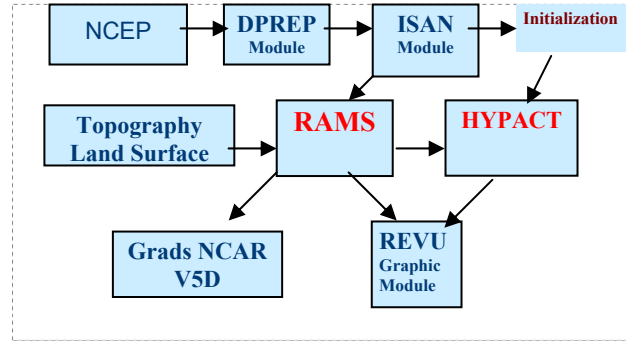 NCEP
DPREP
Module
ISAN
Module
Initialization
Topography
Land Surface
RAMS
HYPACT
Grads NCAR
V5D
REVU
Graphic
Module